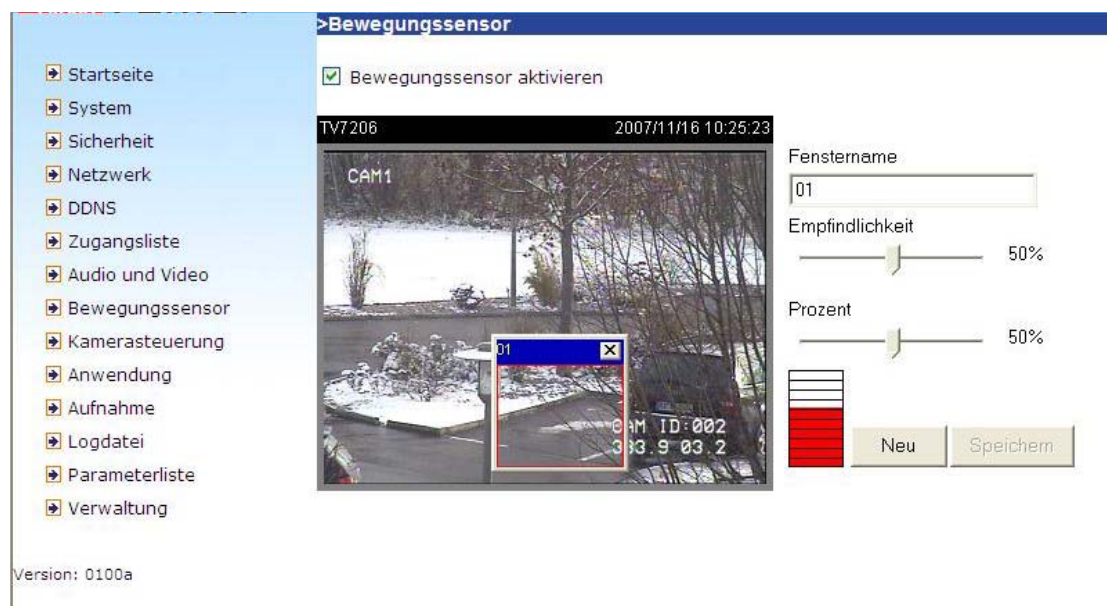 >Bewegungssensor
Startseite
System
Sicherheit
Netzwerk
DDNS
Zugangsliste
Audio und Video
Bewegungssensor
Kamerasteuerung
Anwendung
Aufnahme
Logdatei
Parameterliste
Verwaltung
Version: 0100a
Bewegungssensor aktivieren
TV7206 2007/11/16 10:25:23
CAM1
01
CAM ID:002
Fenstername
01
Empfindlichkeit
50%
Prozent
50%
Neu
Speichern